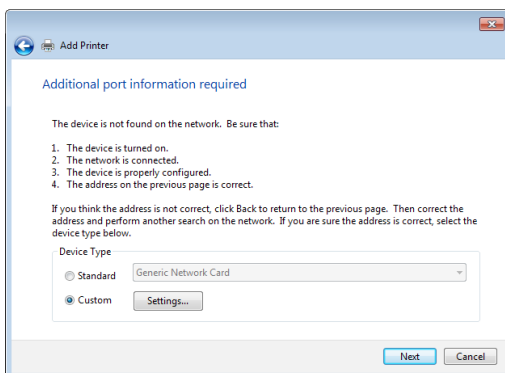 Add Printer
Additional port information required
The device is not found on the network.  Be sure that:
1.  The device is turned on.
2.  The network is connected.
3.  The device is properly configured.
4.  The address on the previous page is correct.
If you think the address is not correct, click Back to return to the previous page.  Then correct the
address and perform another search on the network.  If you are sure the address is correct, select the
device type below.
Device Type
Standard Generic Network Card
Custom Settings...
Next Cancel